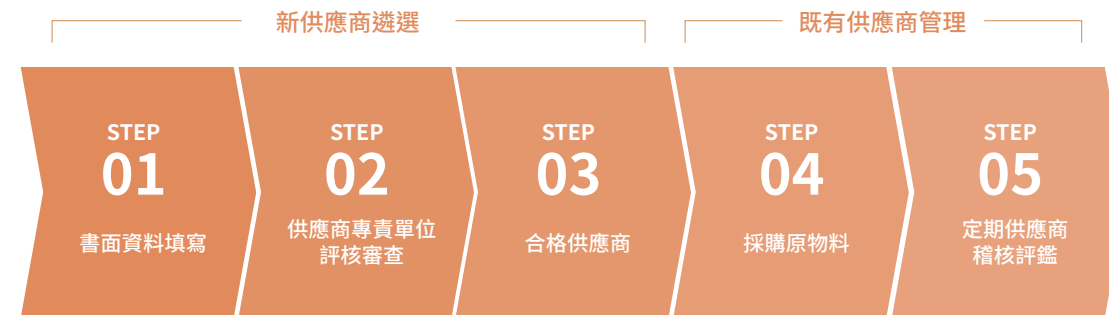 新供應商遴選
既有供應商管理
STEP
01
書面資料填寫
STEP
02
供應商專責單位
評核審查
STEP
03
合格供應商
STEP
04
採購原物料
STEP
05
定期供應商
稽核評鑑